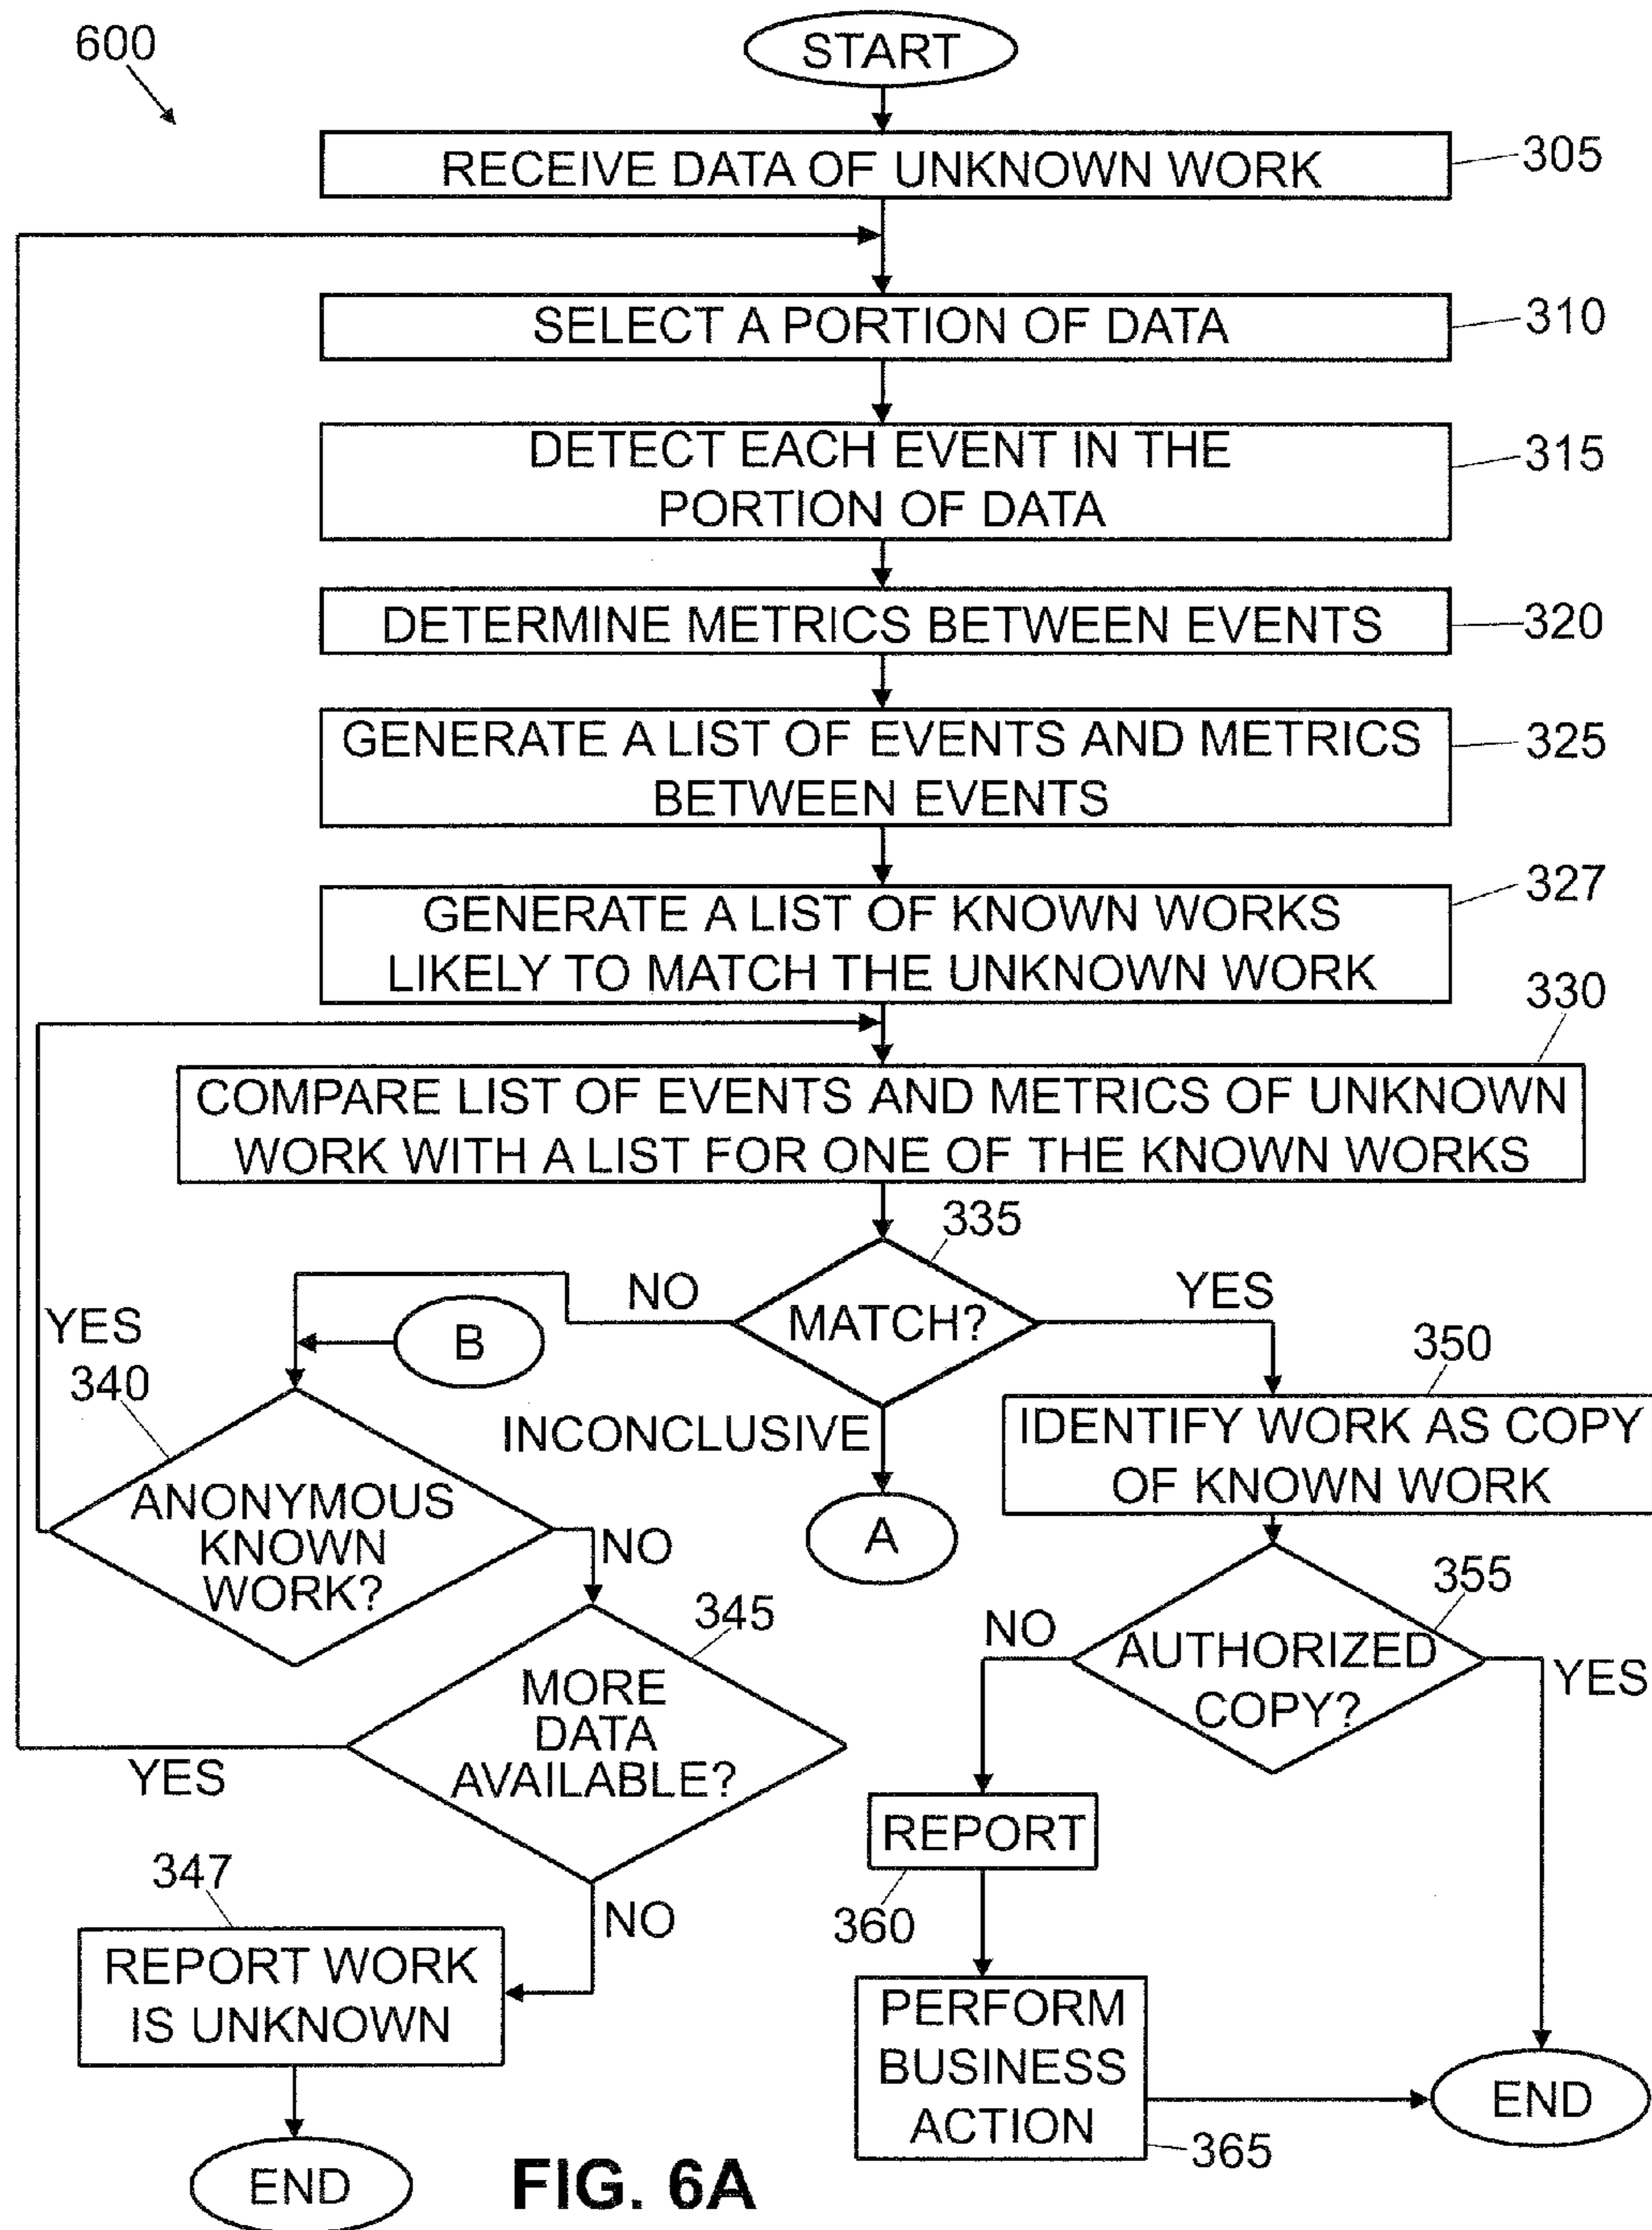 600
START
RECEIVE DATA OF UNKNOWN WORK
305
SELECT A PORTION OF DATA
310
DETECT EACH EVENT IN THE
PORTION OF DATA
315
DETERMINE METRICS BETWEEN EVENTS
320
GENERATE A LIST OF EVENTS AND METRICS
BETWEEN EVENTS
325
GENERATE A LIST OF KNOWN WORKS
LIKELY TO MATCH THE UNKNOWN WORK
327
330
COMPARE LIST OF EVENTS AND METRICS OF UNKNOWN
WORK WITH A LIST FOR ONE OF THE KNOWN WORKS
335
MATCH?
NO
YES
INCONCLUSIVE
A
B
YES
340
ANONYMOUS
KNOWN
WORK?
NO
345
MORE
DATA
AVAILABLE?
YES
NO
347
REPORT WORK
IS UNKNOWN
END
350
IDENTIFY WORK AS COPY
OF KNOWN WORK
355
AUTHORIZED
COPY?
NO
YES
REPORT
360
PERFORM
BUSINESS
ACTION
365
END
FIG. 6A